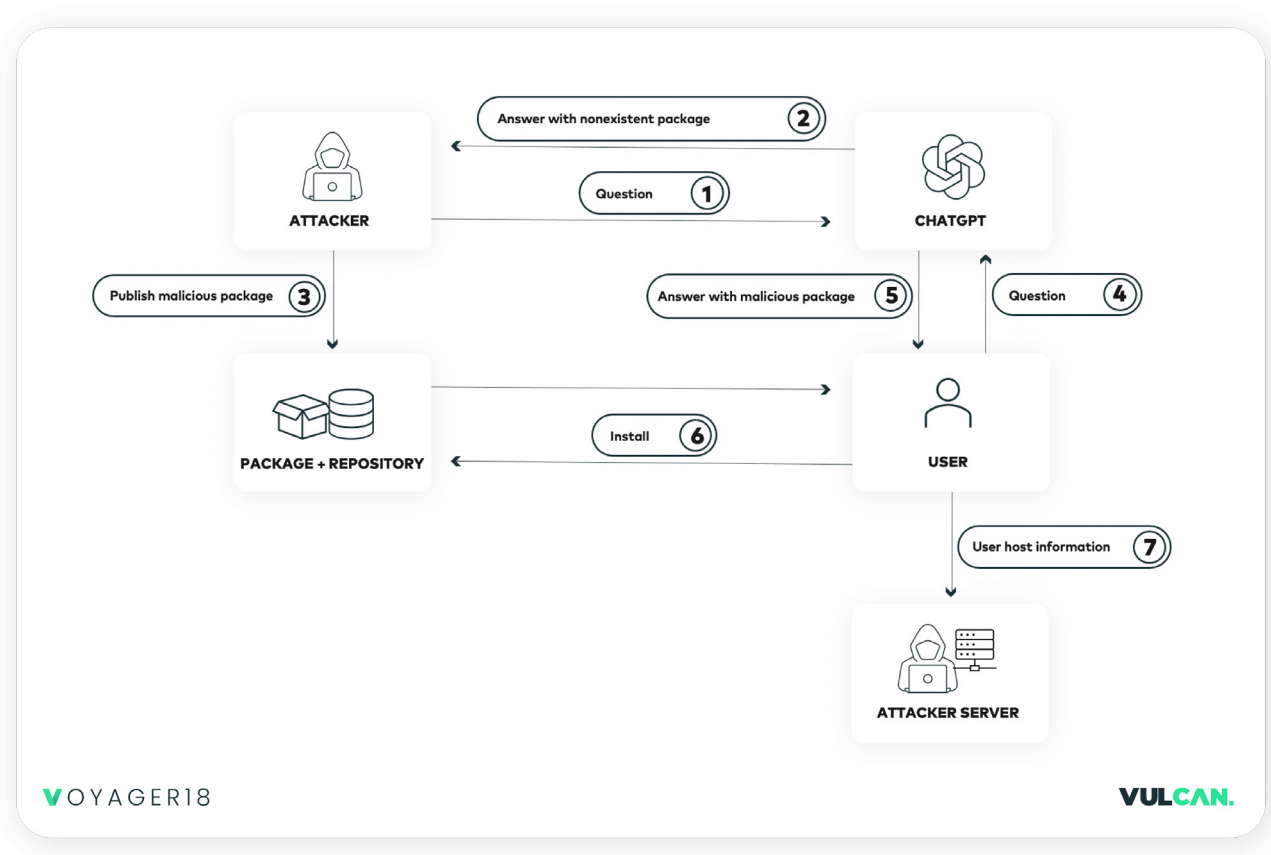 Answer with nonexistent package 2
Question 1
ATTACKER
CHATGPT
Publish malicious package 3
Answer with malicious package 5
Question 4
PACKAGE + REPOSITORY
Install 6
USER
User host information 7
ATTACKER SERVER
VOYAGER18
VULCAN.